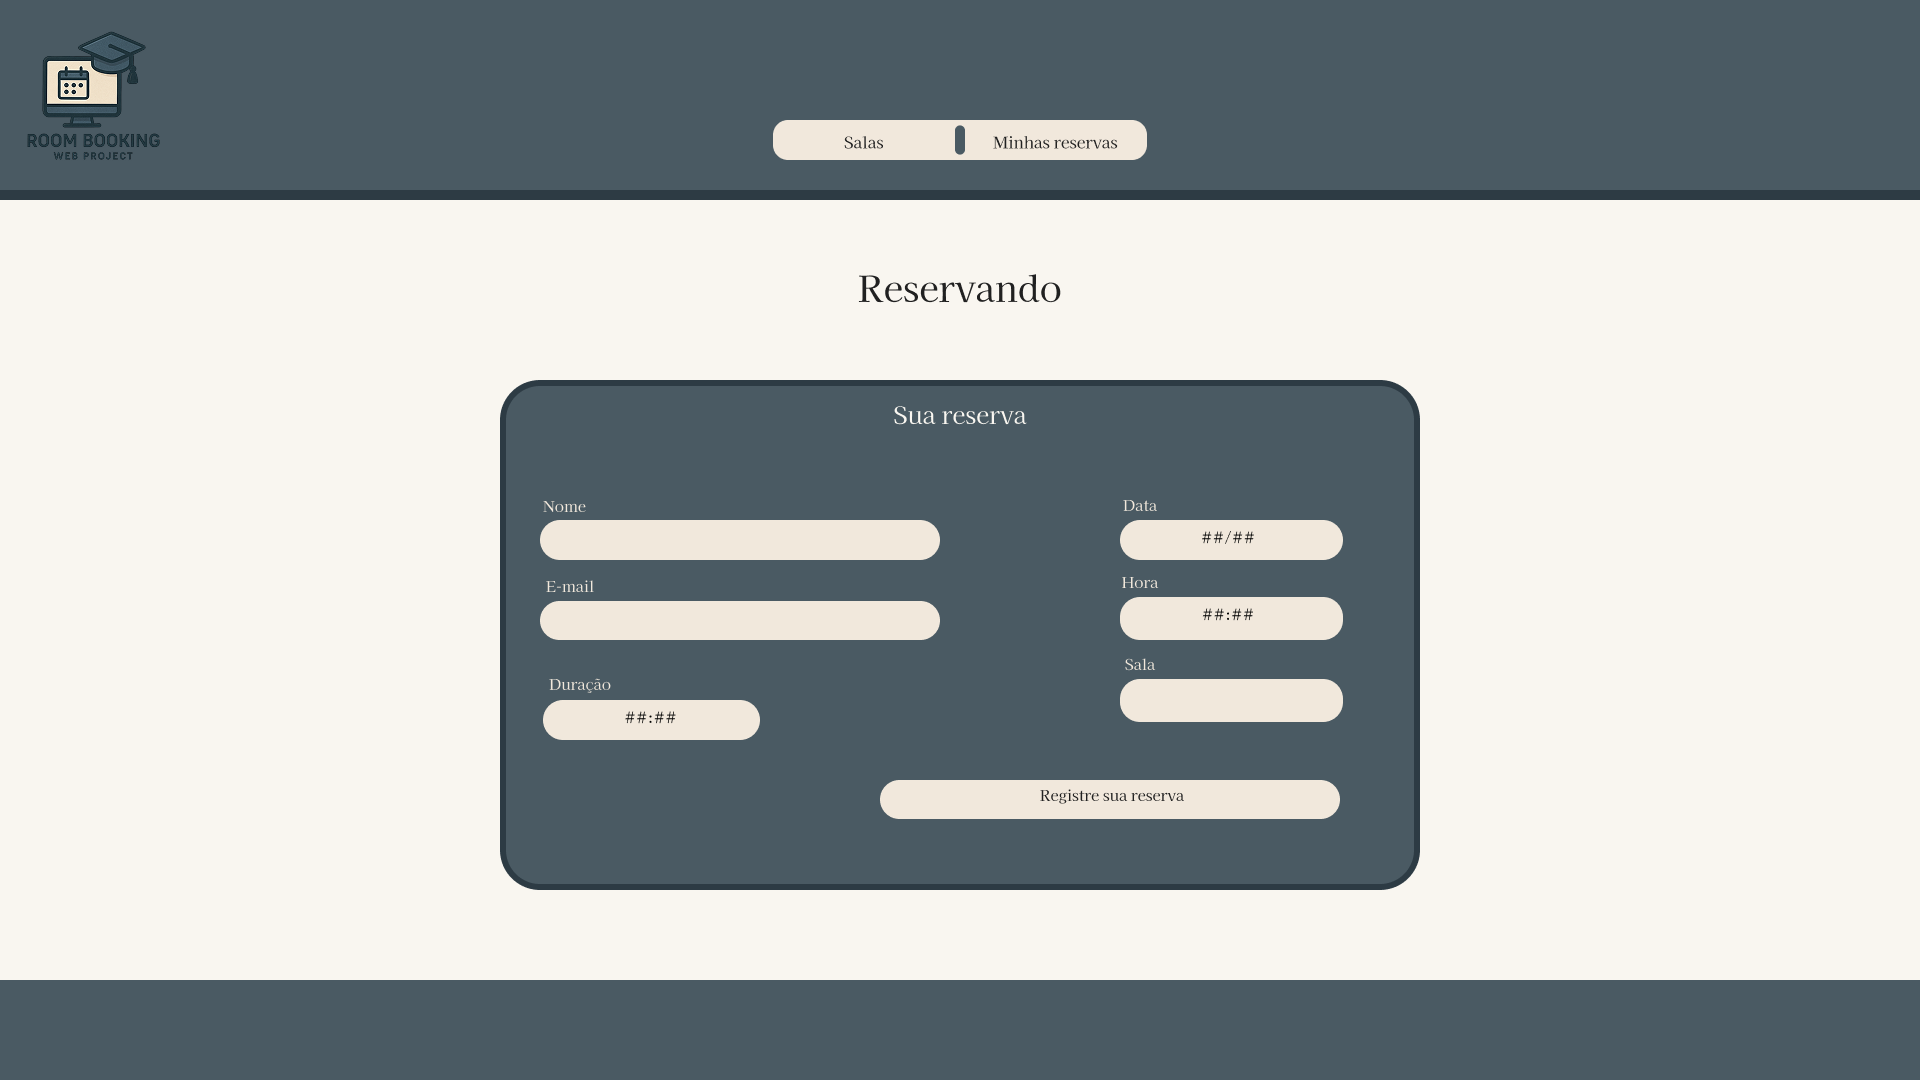 ROOM BOOKING
WEB PROJECT
Salas
Minhas reservas
Reservando
Sua reserva
Nome
Data
##/##
E-mail
Hora
##:##
Duração
##:##
Sala
Registre sua reserva